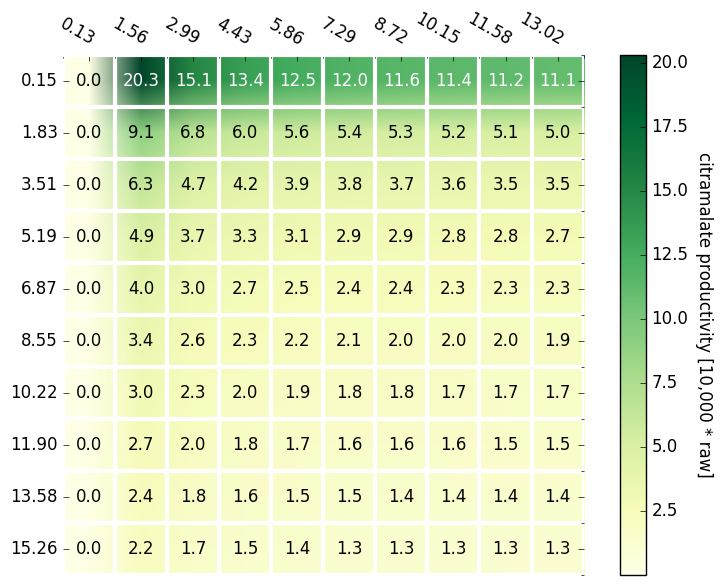 0.13 1.56 2.99 4.43 5.86 7.29 8.72 10.15 11.58 13.02
0.15 0.0 20.3 15.1 13.4 12.5 12.0 11.6 11.4 11.2 11.1
1.83 0.0 9.1 6.8 6.0 5.6 5.4 5.3 5.2 5.1 5.0
3.51 0.0 6.3 4.7 4.2 3.9 3.8 3.7 3.6 3.5 3.5
5.19 0.0 4.9 3.7 3.3 3.1 2.9 2.9 2.8 2.8 2.7
6.87 0.0 4.0 3.0 2.7 2.5 2.4 2.4 2.3 2.3 2.3
8.55 0.0 3.4 2.6 2.3 2.2 2.1 2.0 2.0 2.0 1.9
10.22 0.0 3.0 2.3 2.0 1.9 1.8 1.8 1.7 1.7 1.7
11.90 0.0 2.7 2.0 1.8 1.7 1.6 1.6 1.6 1.5 1.5
13.58 0.0 2.4 1.8 1.6 1.5 1.5 1.4 1.4 1.4 1.4
15.26 0.0 2.2 1.7 1.5 1.4 1.3 1.3 1.3 1.3 1.3
20.0
17.5
15.0
12.5
10.0
7.5
5.0
2.5
citramalate productivity [10,000 * raw]